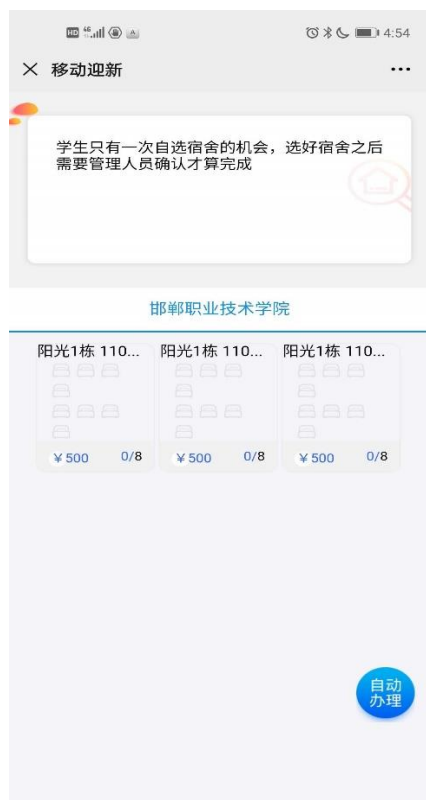 HD 4G 4:54
移动迎新
学生只有一次自选宿舍的机会，选好宿舍之后
需要管理人员确认才算完成
邯郸职业技术学院
阳光1栋 110... 阳光1栋 110... 阳光1栋 110...
￥500 0/8 ￥500 0/8 ￥500 0/8
自动
办理